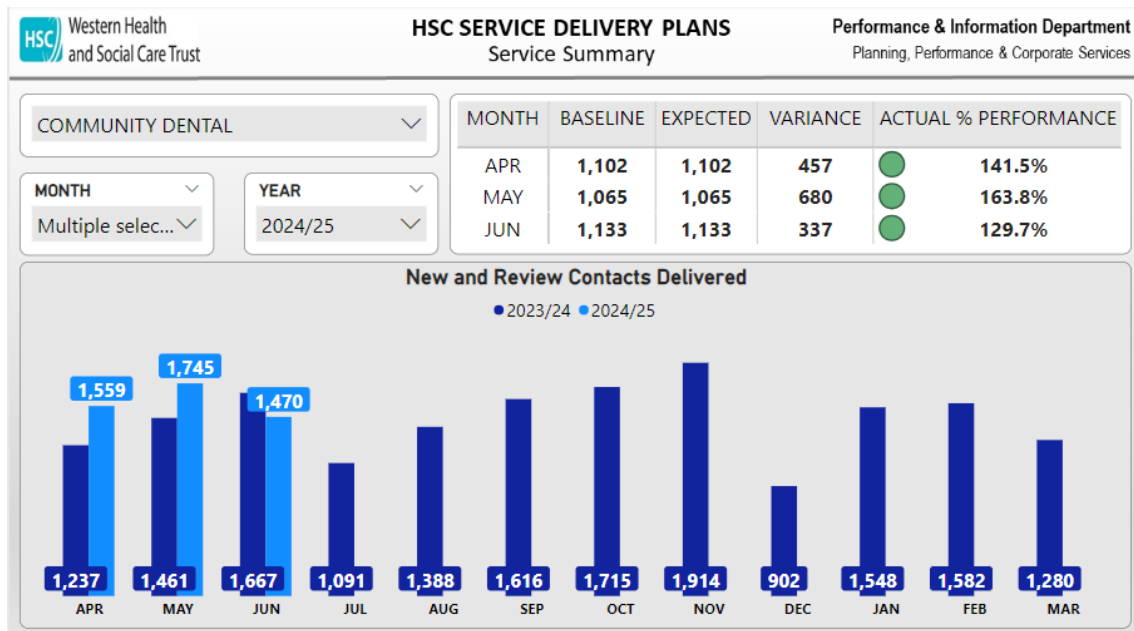 HSC
Western Health
and Social Care Trust
HSC SERVICE DELIVERY PLANS
Service Summary
Performance & Information Department
Planning, Performance & Corporate Services
COMMUNITY DENTAL
MONTH
Multiple selec...
YEAR
2024/25
MONTH BASELINE EXPECTED VARIANCE ACTUAL % PERFORMANCE
APR 1,102 1,102 457 141.5%
MAY 1,065 1,065 680 163.8%
JUN 1,133 1,133 337 129.7%
New and Review Contacts Delivered
2023/24 2024/25
1,559 1,745 1,470
1,237 1,461 1,667 1,091 1,388 1,616 1,715 1,914 902 1,548 1,582 1,280
APR MAY JUN JUL AUG SEP OCT NOV DEC JAN FEB MAR